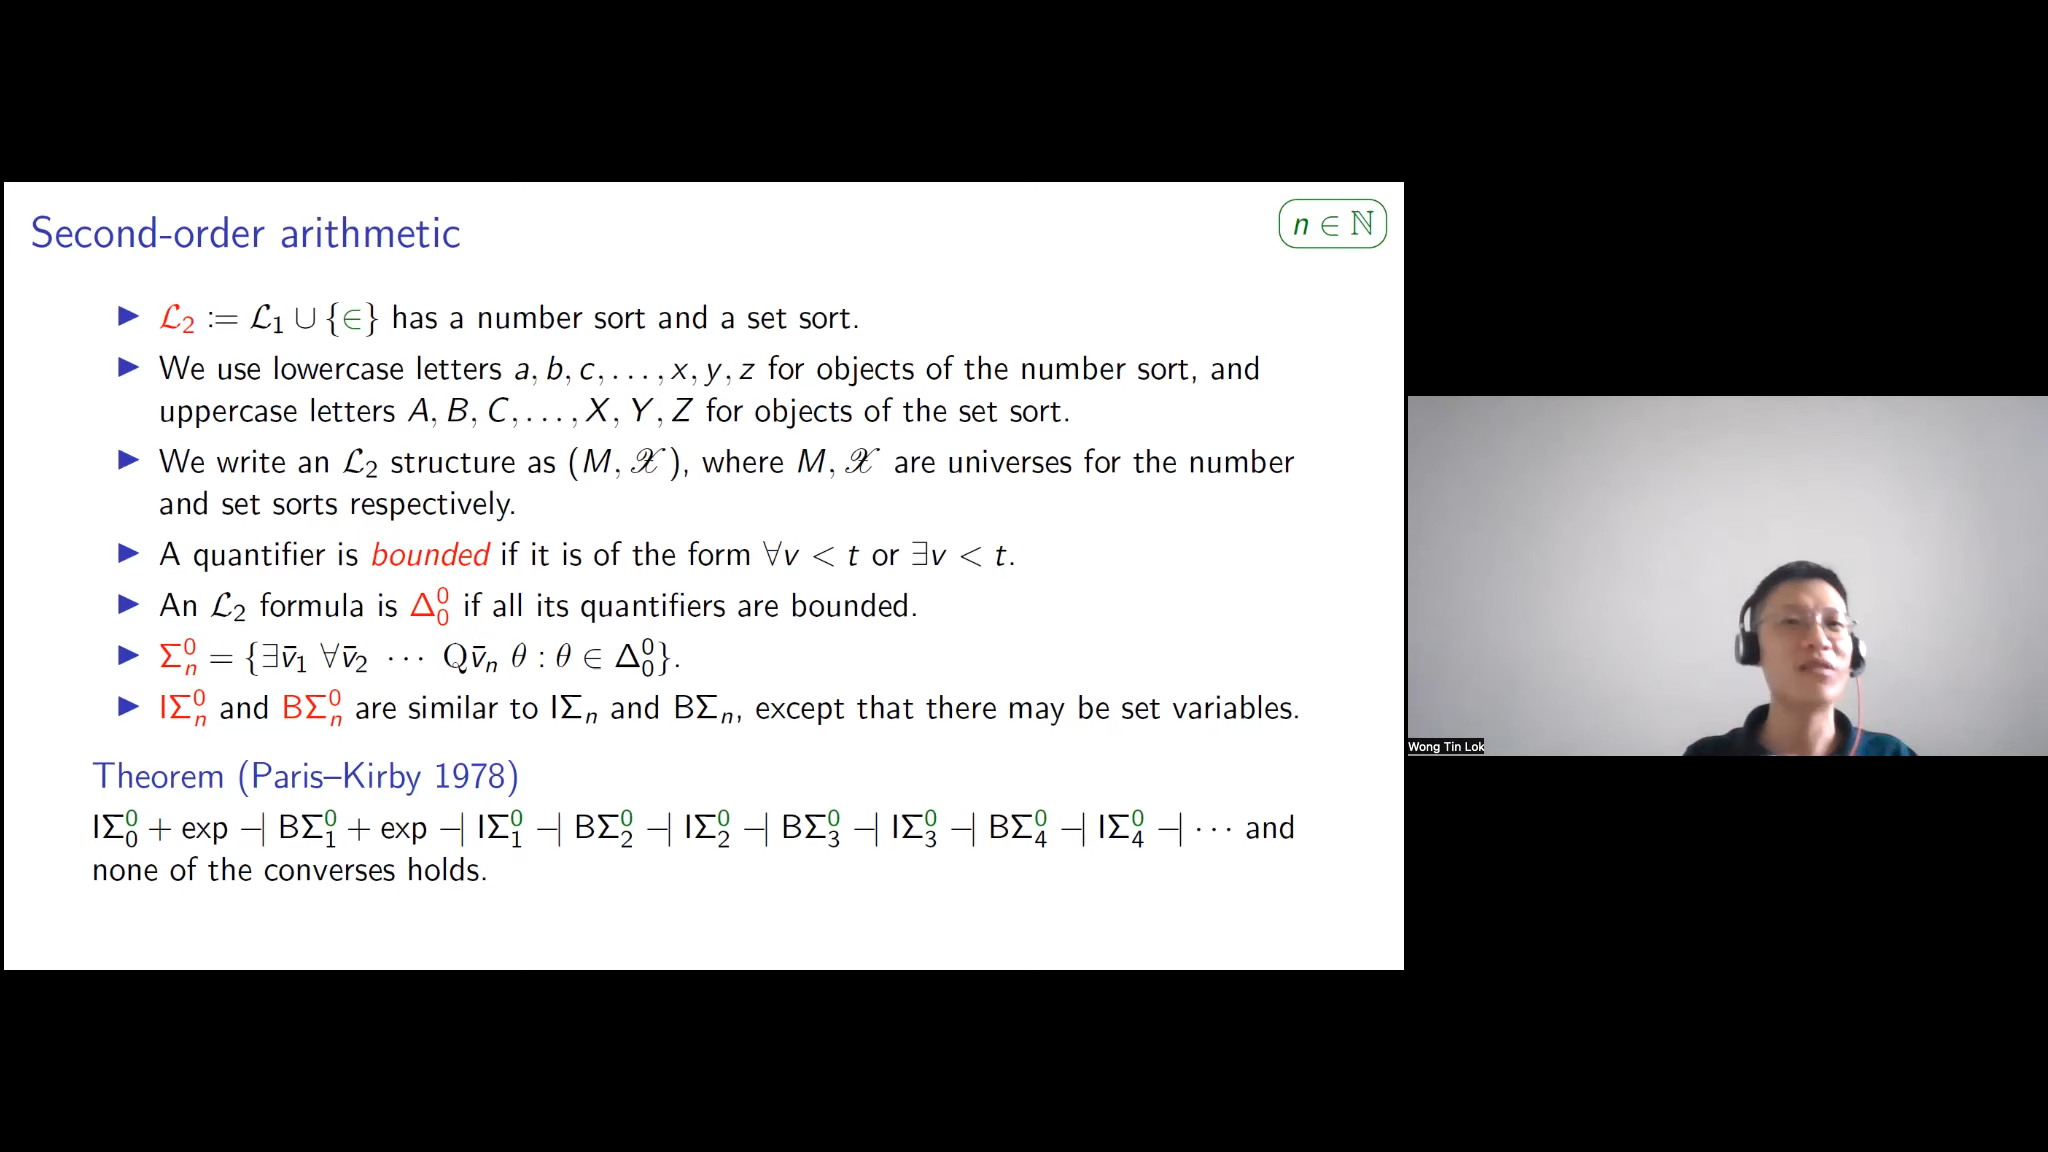 Second-order arithmetic
n ∈ ℕ
▶ ℒ₂ := ℒ₁ ∪ {∈} has a number sort and a set sort.
▶ We use lowercase letters a, b, c, . . . , x, y, z for objects of the number sort, and
uppercase letters A, B, C, . . . , X, Y, Z for objects of the set sort.
▶ We write an ℒ₂ structure as (M, 𝒳), where M, 𝒳 are universes for the number
and set sorts respectively.
▶ A quantifier is bounded if it is of the form ∀v < t or ∃v < t.
▶ An ℒ₂ formula is Δ⁰₀ if all its quantifiers are bounded.
▶ Σ⁰ₙ = {∃v̄₁ ∀v̄₂ ⋯ Qv̄ₙ θ : θ ∈ Δ⁰₀}.
▶ IΣ⁰ₙ and BΣ⁰ₙ are similar to IΣₙ and BΣₙ, except that there may be set variables.
Theorem (Paris–Kirby 1978)
IΣ⁰₀ + exp ⊣ BΣ⁰₁ + exp ⊣ IΣ⁰₁ ⊣ BΣ⁰₂ ⊣ IΣ⁰₂ ⊣ BΣ⁰₃ ⊣ IΣ⁰₃ ⊣ BΣ⁰₄ ⊣ IΣ⁰₄ ⊣ ⋯ and
none of the converses holds.
Wong Tin Lok